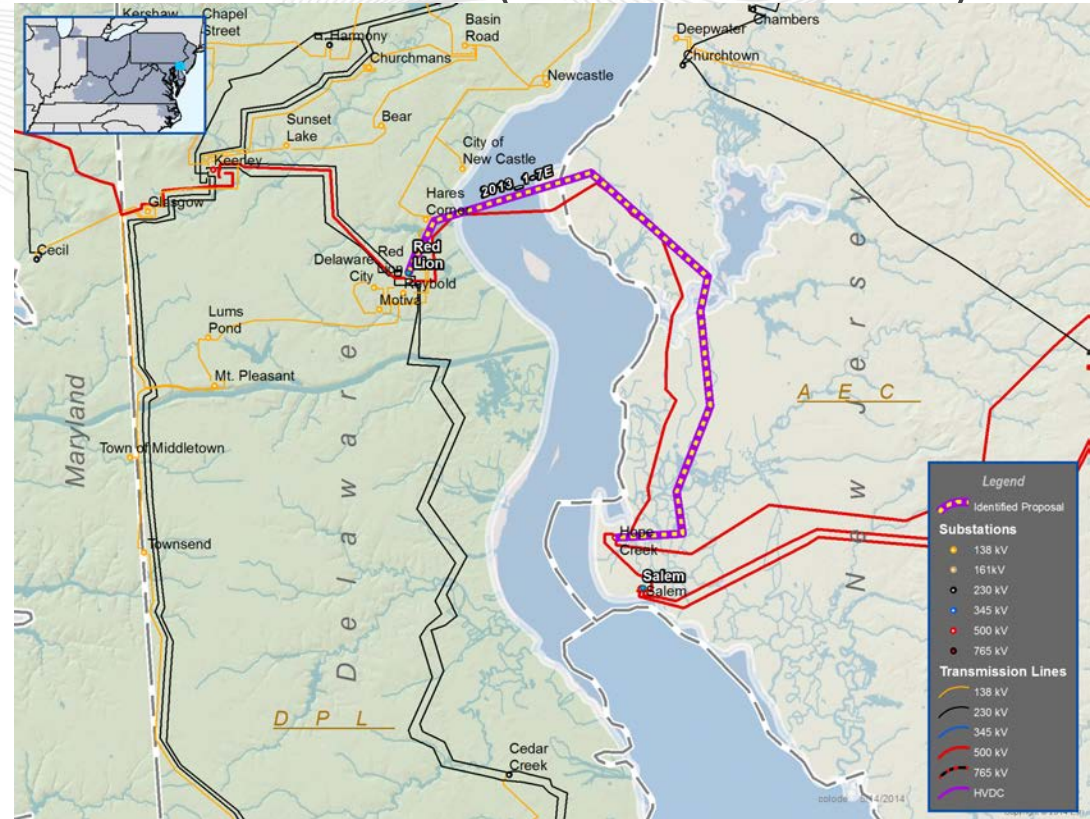 Kershaw
Chapel
Street
Harmony
Basin
Road
Churchmans
Newcastle
Deepwater
Chambers
Churchtown
Sunset
Lake
Bear
City of
New Castle
Keeney
Glasgow
Cecil
Hares
Corner
2013_1-7E
Red
Lion
Red
Lion
Delaware
City
Reybold
Motiva
Lums
Pond
Mt. Pleasant
Town of Middletown
Townsend
Cedar
Creek
Hope
Creek
Salem
Salem
Maryland
Delaware
New Jersey
D P L
A E C
Legend
Identified Proposal
Substations
138 kV
161kV
230 kV
345 kV
500 kV
765 kV
Transmission Lines
138 kV
230 kV
345 kV
500 kV
765 kV
HVDC